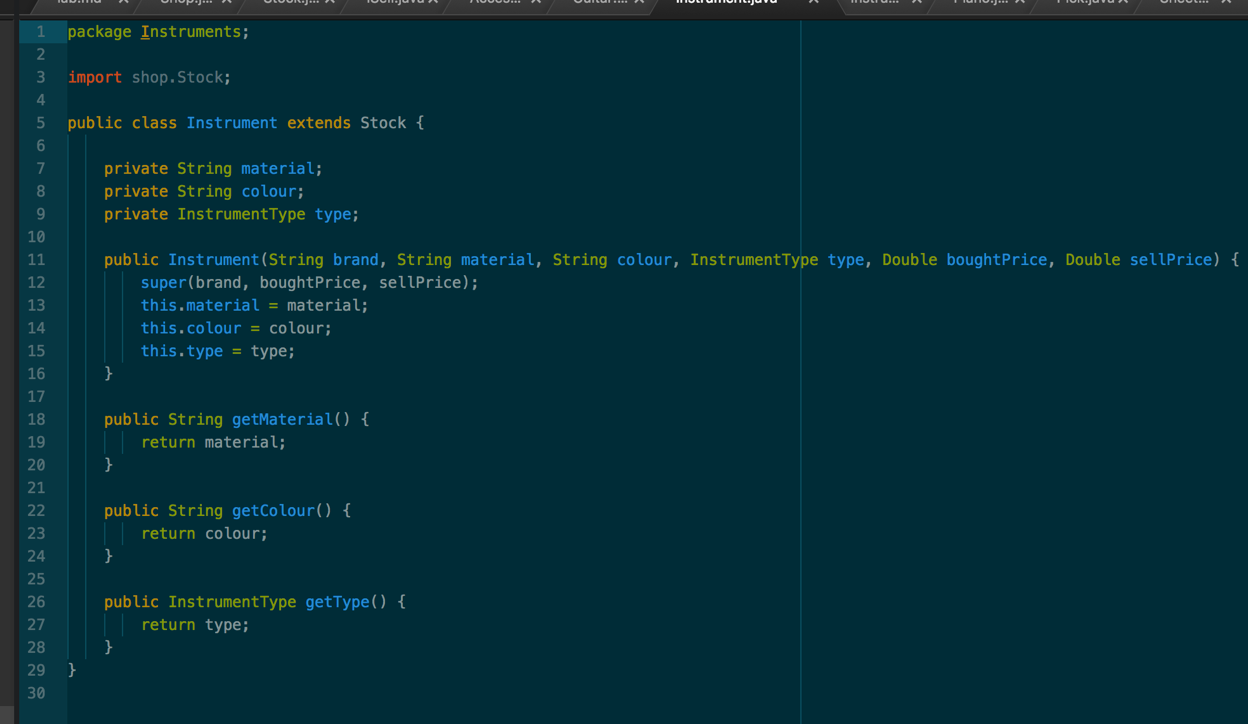 package Instruments;
import shop.Stock;
public class Instrument extends Stock {
private String material;
private String colour;
private InstrumentType type;
public Instrument(String brand, String material, String colour, InstrumentType type, Double boughtPrice, Double sellPrice) {
super(brand, boughtPrice, sellPrice);
this.material = material;
this.colour = colour;
this.type = type;
}
public String getMaterial() {
return material;
}
public String getColour() {
return colour;
}
public InstrumentType getType() {
return type;
}
}